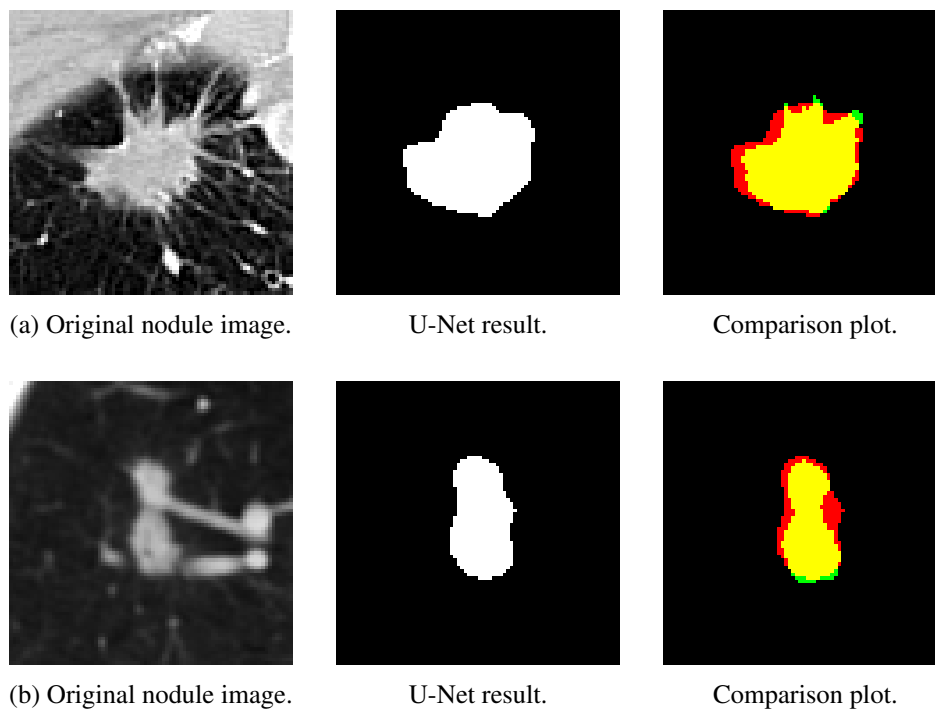 (a) Original nodule image.
U-Net result.
Comparison plot.
(b) Original nodule image.
U-Net result.
Comparison plot.